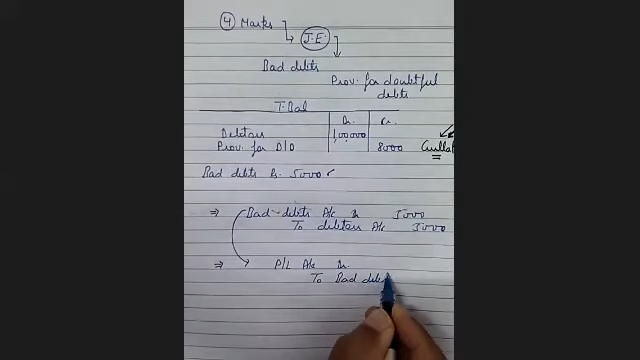 4 Marks
J.E.
Bad debts
Prov. for doubtful
debts
T. Bal
Dr. Cr.
Debtors 1,00,000
Prov. for D/D 8000
Bad debts Rs. 5000
⇒ Bad debts A/c Dr 5000
To debtors A/c 5000
⇒ P/L A/c Dr.
To Bad deb